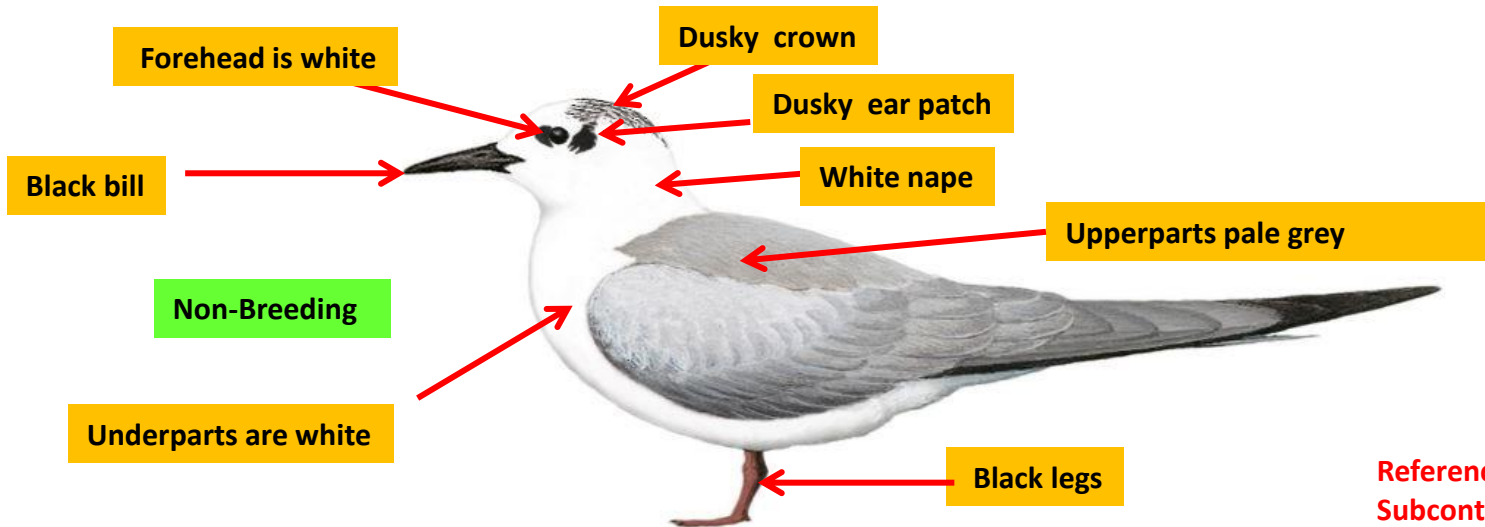 Dusky crown
Forehead is white
Dusky ear patch
Black bill
White nape
Upperparts pale grey
Non-Breeding
Underparts are white
Black legs